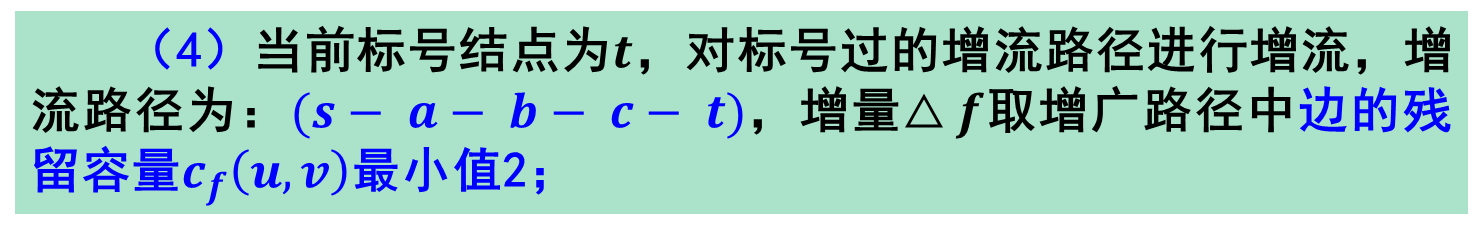 （4）当前标号结点为t，对标号过的增流路径进行增流，增
流路径为：(s − a − b − c − t)，增量△f取增广路径中边的残
留容量c_f(u,v)最小值2；